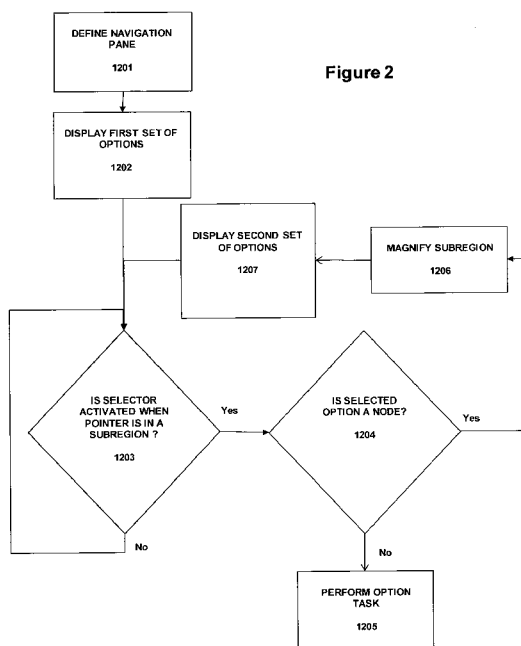 DEFINE NAVIGATION
PANE
1201
Figure 2
DISPLAY FIRST SET OF
OPTIONS
1202
DISPLAY SECOND SET
OF OPTIONS
1207
MAGNIFY SUBREGION
1206
IS SELECTOR
ACTIVATED WHEN
POINTER IS IN A
SUBREGION ?
1203
Yes
No
IS SELECTED
OPTION A NODE?
1204
Yes
No
PERFORM OPTION
TASK
1205